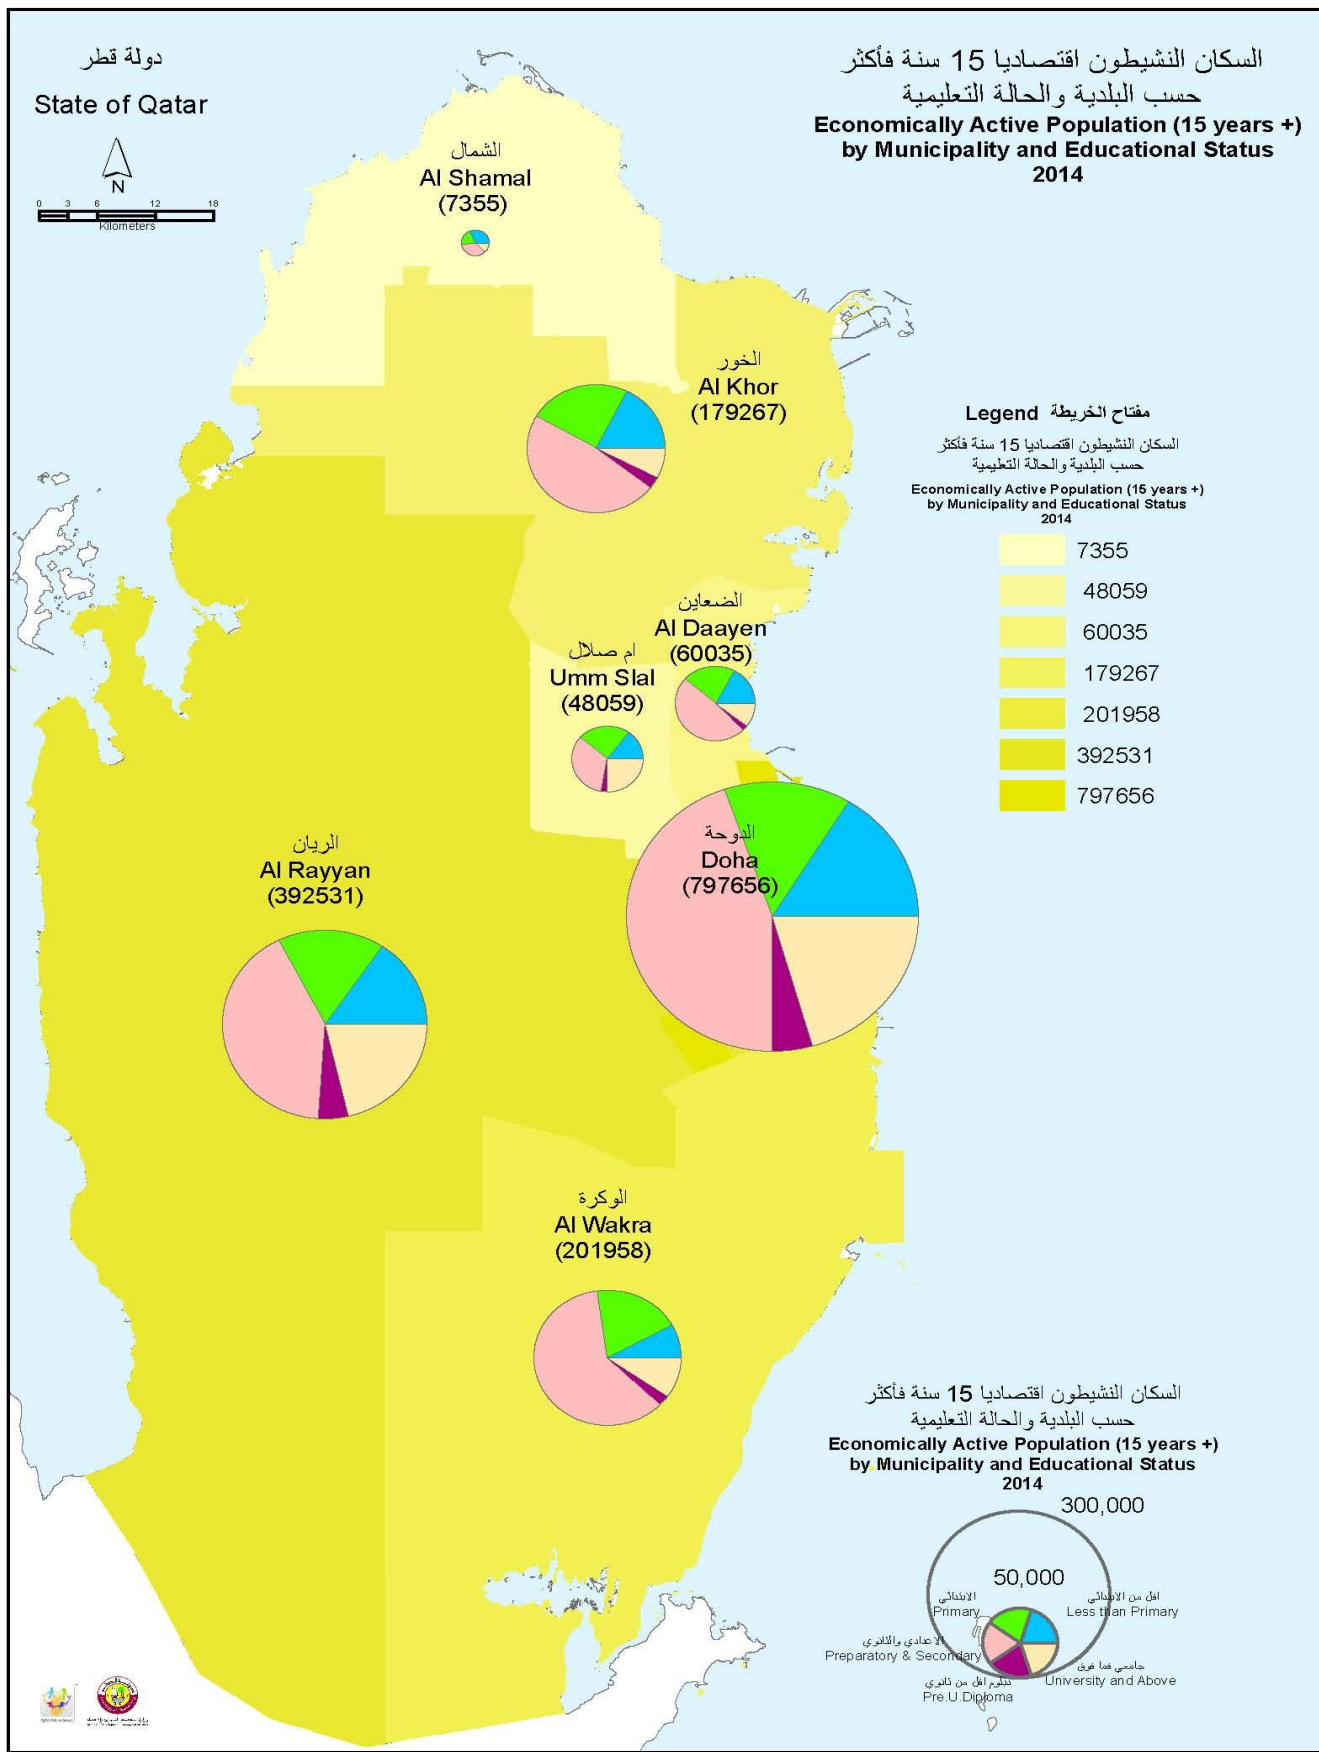 دولة قطر
State of Qatar
N
0 3 6 12 18
Kilometers
السكان النشيطون اقتصاديا 15 سنة فأكثر
حسب البلدية والحالة التعليمية
Economically Active Population (15 years +)
by Municipality and Educational Status
2014
الشمال
Al Shamal
(7355)
الخور
Al Khor
(179267)
الضعاين
Al Daayen
(60035)
ام صلال
Umm Slal
(48059)
الدوحة
Doha
(797656)
الريان
Al Rayyan
(392531)
الوكرة
Al Wakra
(201958)
Legend مفتاح الخريطة
السكان النشيطون اقتصاديا 15 سنة فأكثر
حسب البلدية والحالة التعليمية
Economically Active Population (15 years +)
by Municipality and Educational Status
2014
7355
48059
60035
179267
201958
392531
797656
السكان النشيطون اقتصاديا 15 سنة فأكثر
حسب البلدية والحالة التعليمية
Economically Active Population (15 years +)
by Municipality and Educational Status
2014
300,000
50,000
الابتدائي
Primary
اقل من الابتدائي
Less than Primary
الاعدادي والثانوي
Preparatory & Secondary
جامعي فما فوق
University and Above
دبلوم اقل من ثانوي
Pre.U.Diploma